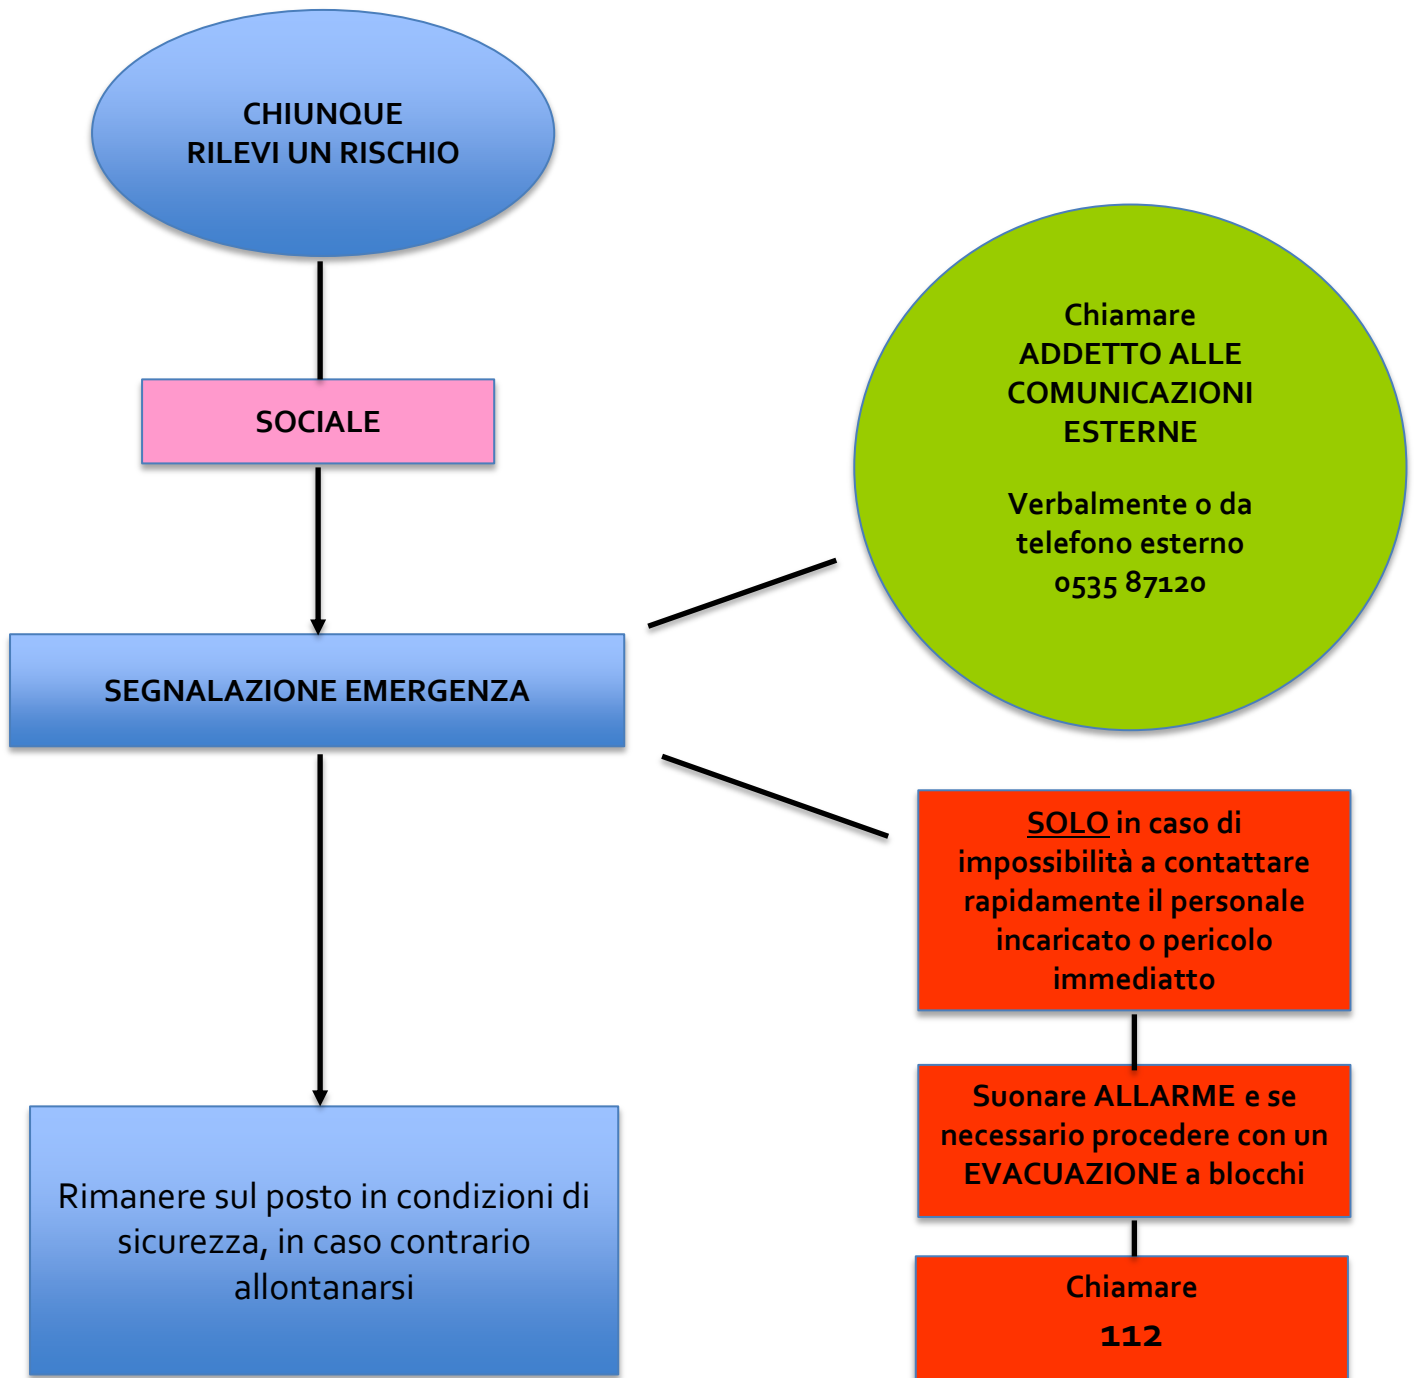 CHIUNQUE
RILEVI UN RISCHIO
SOCIALE
SEGNALAZIONE EMERGENZA
Chiamare
ADDETTO ALLE
COMUNICAZIONI
ESTERNE
Verbalmente o da
telefono esterno
0535 87120
SOLO in caso di
impossibilità a contattare
rapidamente il personale
incaricato o pericolo
immediatto
Suonare ALLARME e se
necessario procedere con un
EVACUAZIONE a blocchi
Chiamare
112
Rimanere sul posto in condizioni di
sicurezza, in caso contrario
allontanarsi